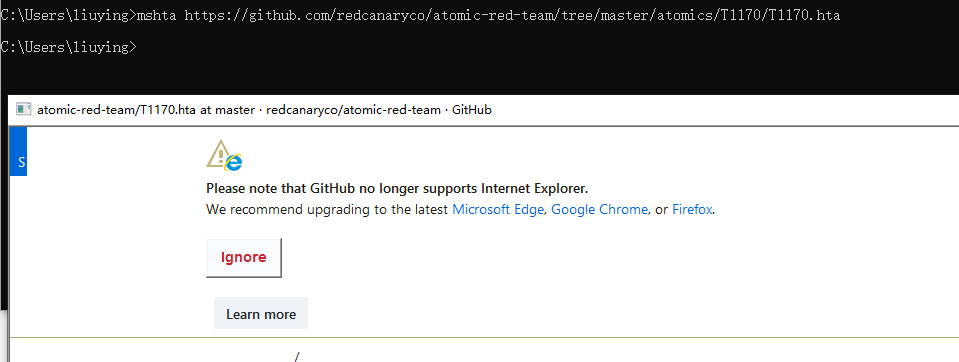 C:\Users\liuying>mshta https://github.com/redcanaryco/atomic-red-team/tree/master/atomics/T1170/T1170.hta
C:\Users\liuying>
atomic-red-team/T1170.hta at master · redcanaryco/atomic-red-team · GitHub
S
Please note that GitHub no longer supports Internet Explorer.
We recommend upgrading to the latest Microsoft Edge, Google Chrome, or Firefox.
Ignore
Learn more
/